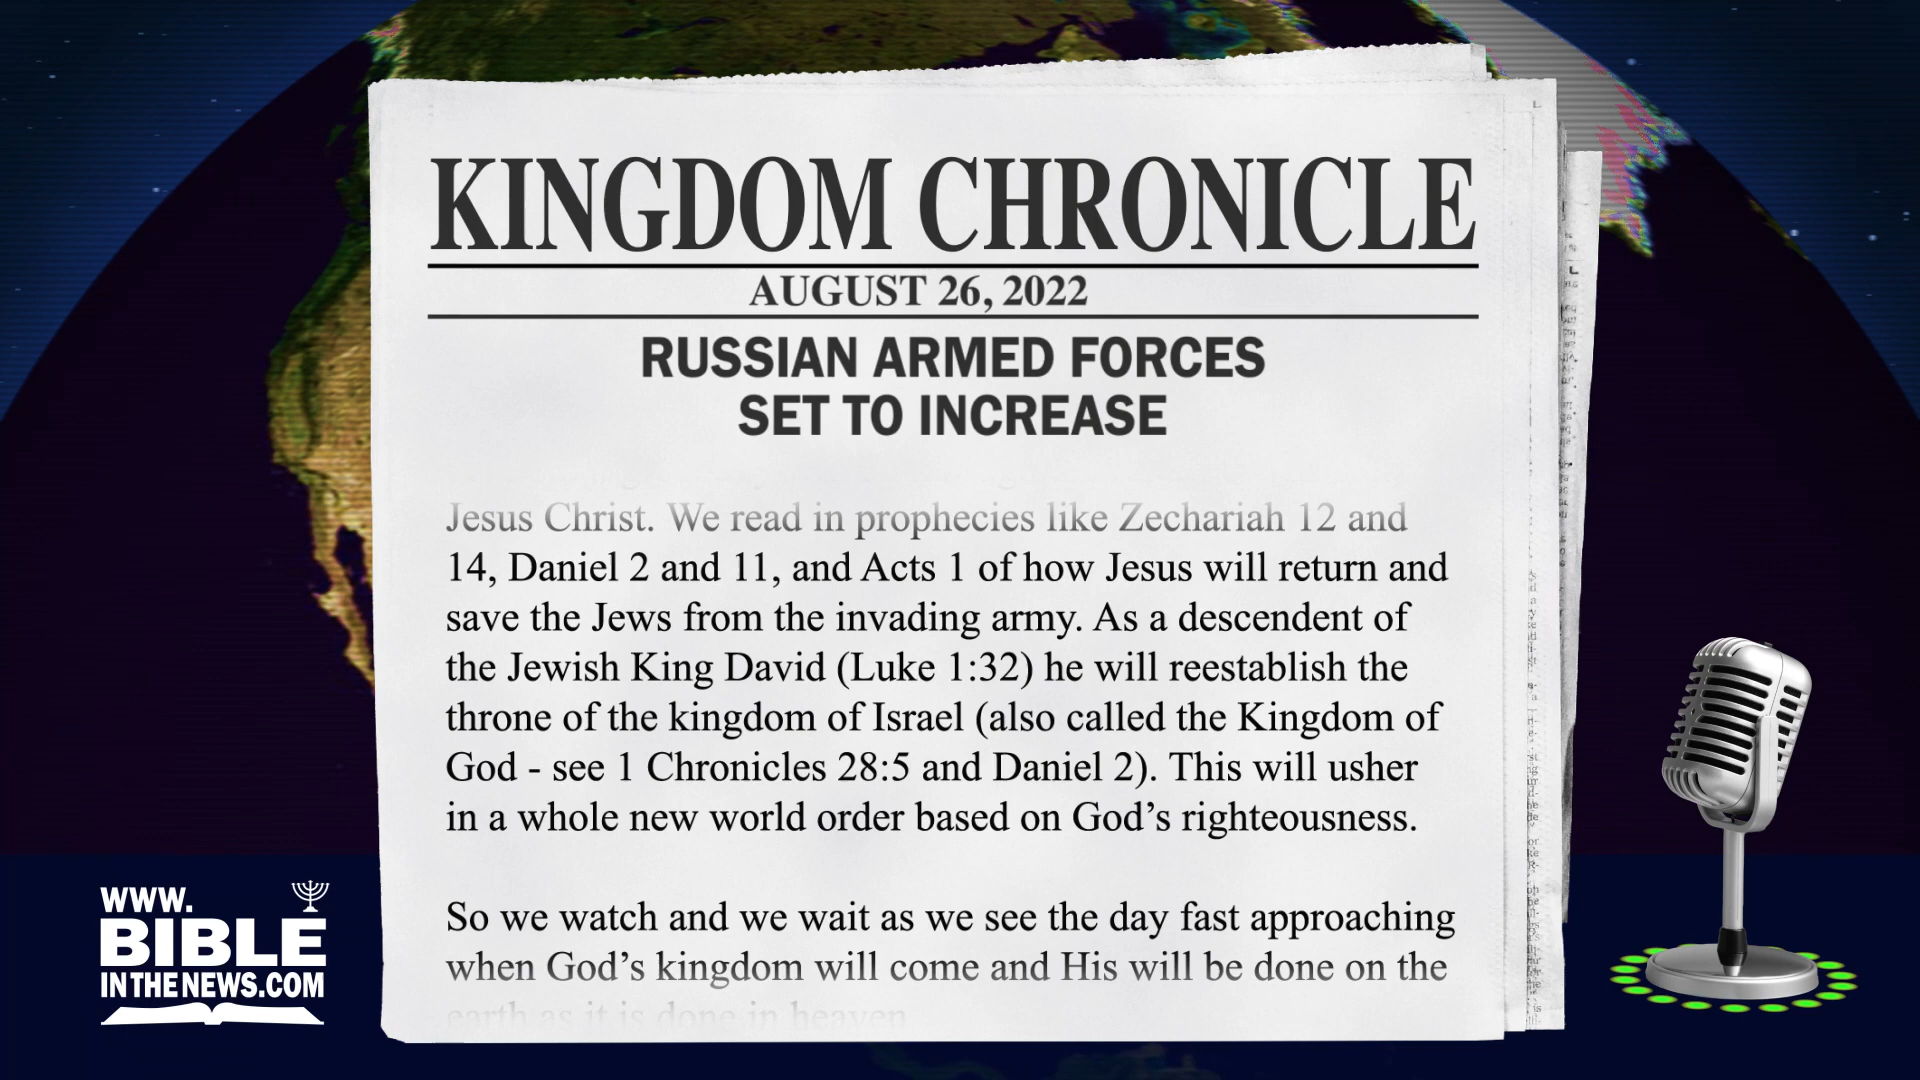 KINGDOM CHRONICLE
AUGUST 26, 2022
RUSSIAN ARMED FORCES
SET TO INCREASE
Jesus Christ. We read in prophecies like Zechariah 12 and
14, Daniel 2 and 11, and Acts 1 of how Jesus will return and
save the Jews from the invading army. As a descendent of
the Jewish King David (Luke 1:32) he will reestablish the
throne of the kingdom of Israel (also called the Kingdom of
God - see 1 Chronicles 28:5 and Daniel 2). This will usher
in a whole new world order based on God’s righteousness.
So we watch and we wait as we see the day fast approaching
when God’s kingdom will come and His will be done on the
earth as it is done in heaven
WWW.
BIBLE
IN THE NEWS.COM